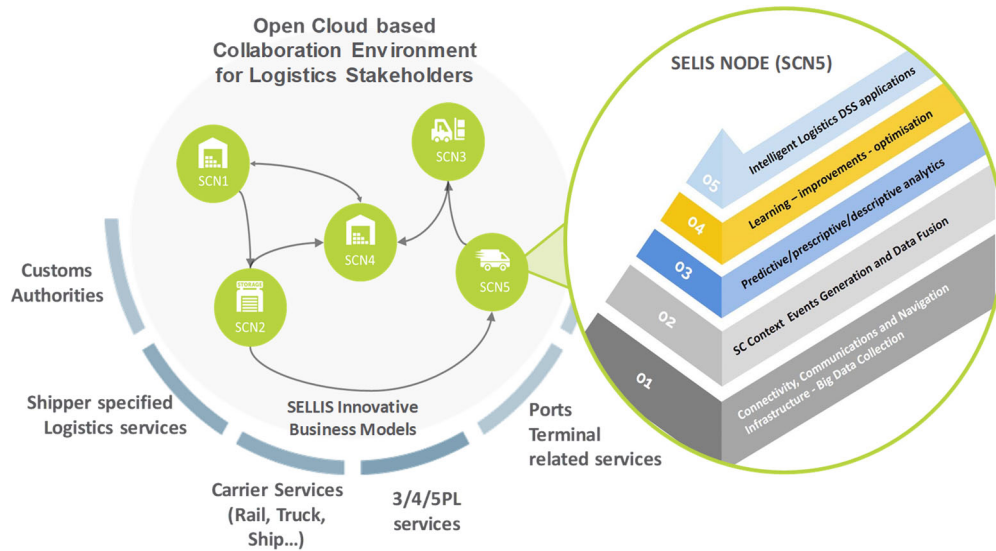 Open Cloud based
Collaboration Environment
for Logistics Stakeholders
SCN1
SCN3
SCN4
SCN5
STORAGE
SCN2
SELLIS Innovative
Business Models
Customs
Authorities
Shipper specified
Logistics services
Carrier Services
(Rail, Truck,
Ship...)
3/4/5PL
services
Ports
Terminal
related services
SELIS NODE (SCN5)
05
Intelligent Logistics DSS applications
04
Learning – improvements - optimisation
03
Predictive/prescriptive/descriptive analytics
02
SC Context Events Generation and Data Fusion
01
Connectivity, Communications and Navigation
Infrastructure - Big Data Collection